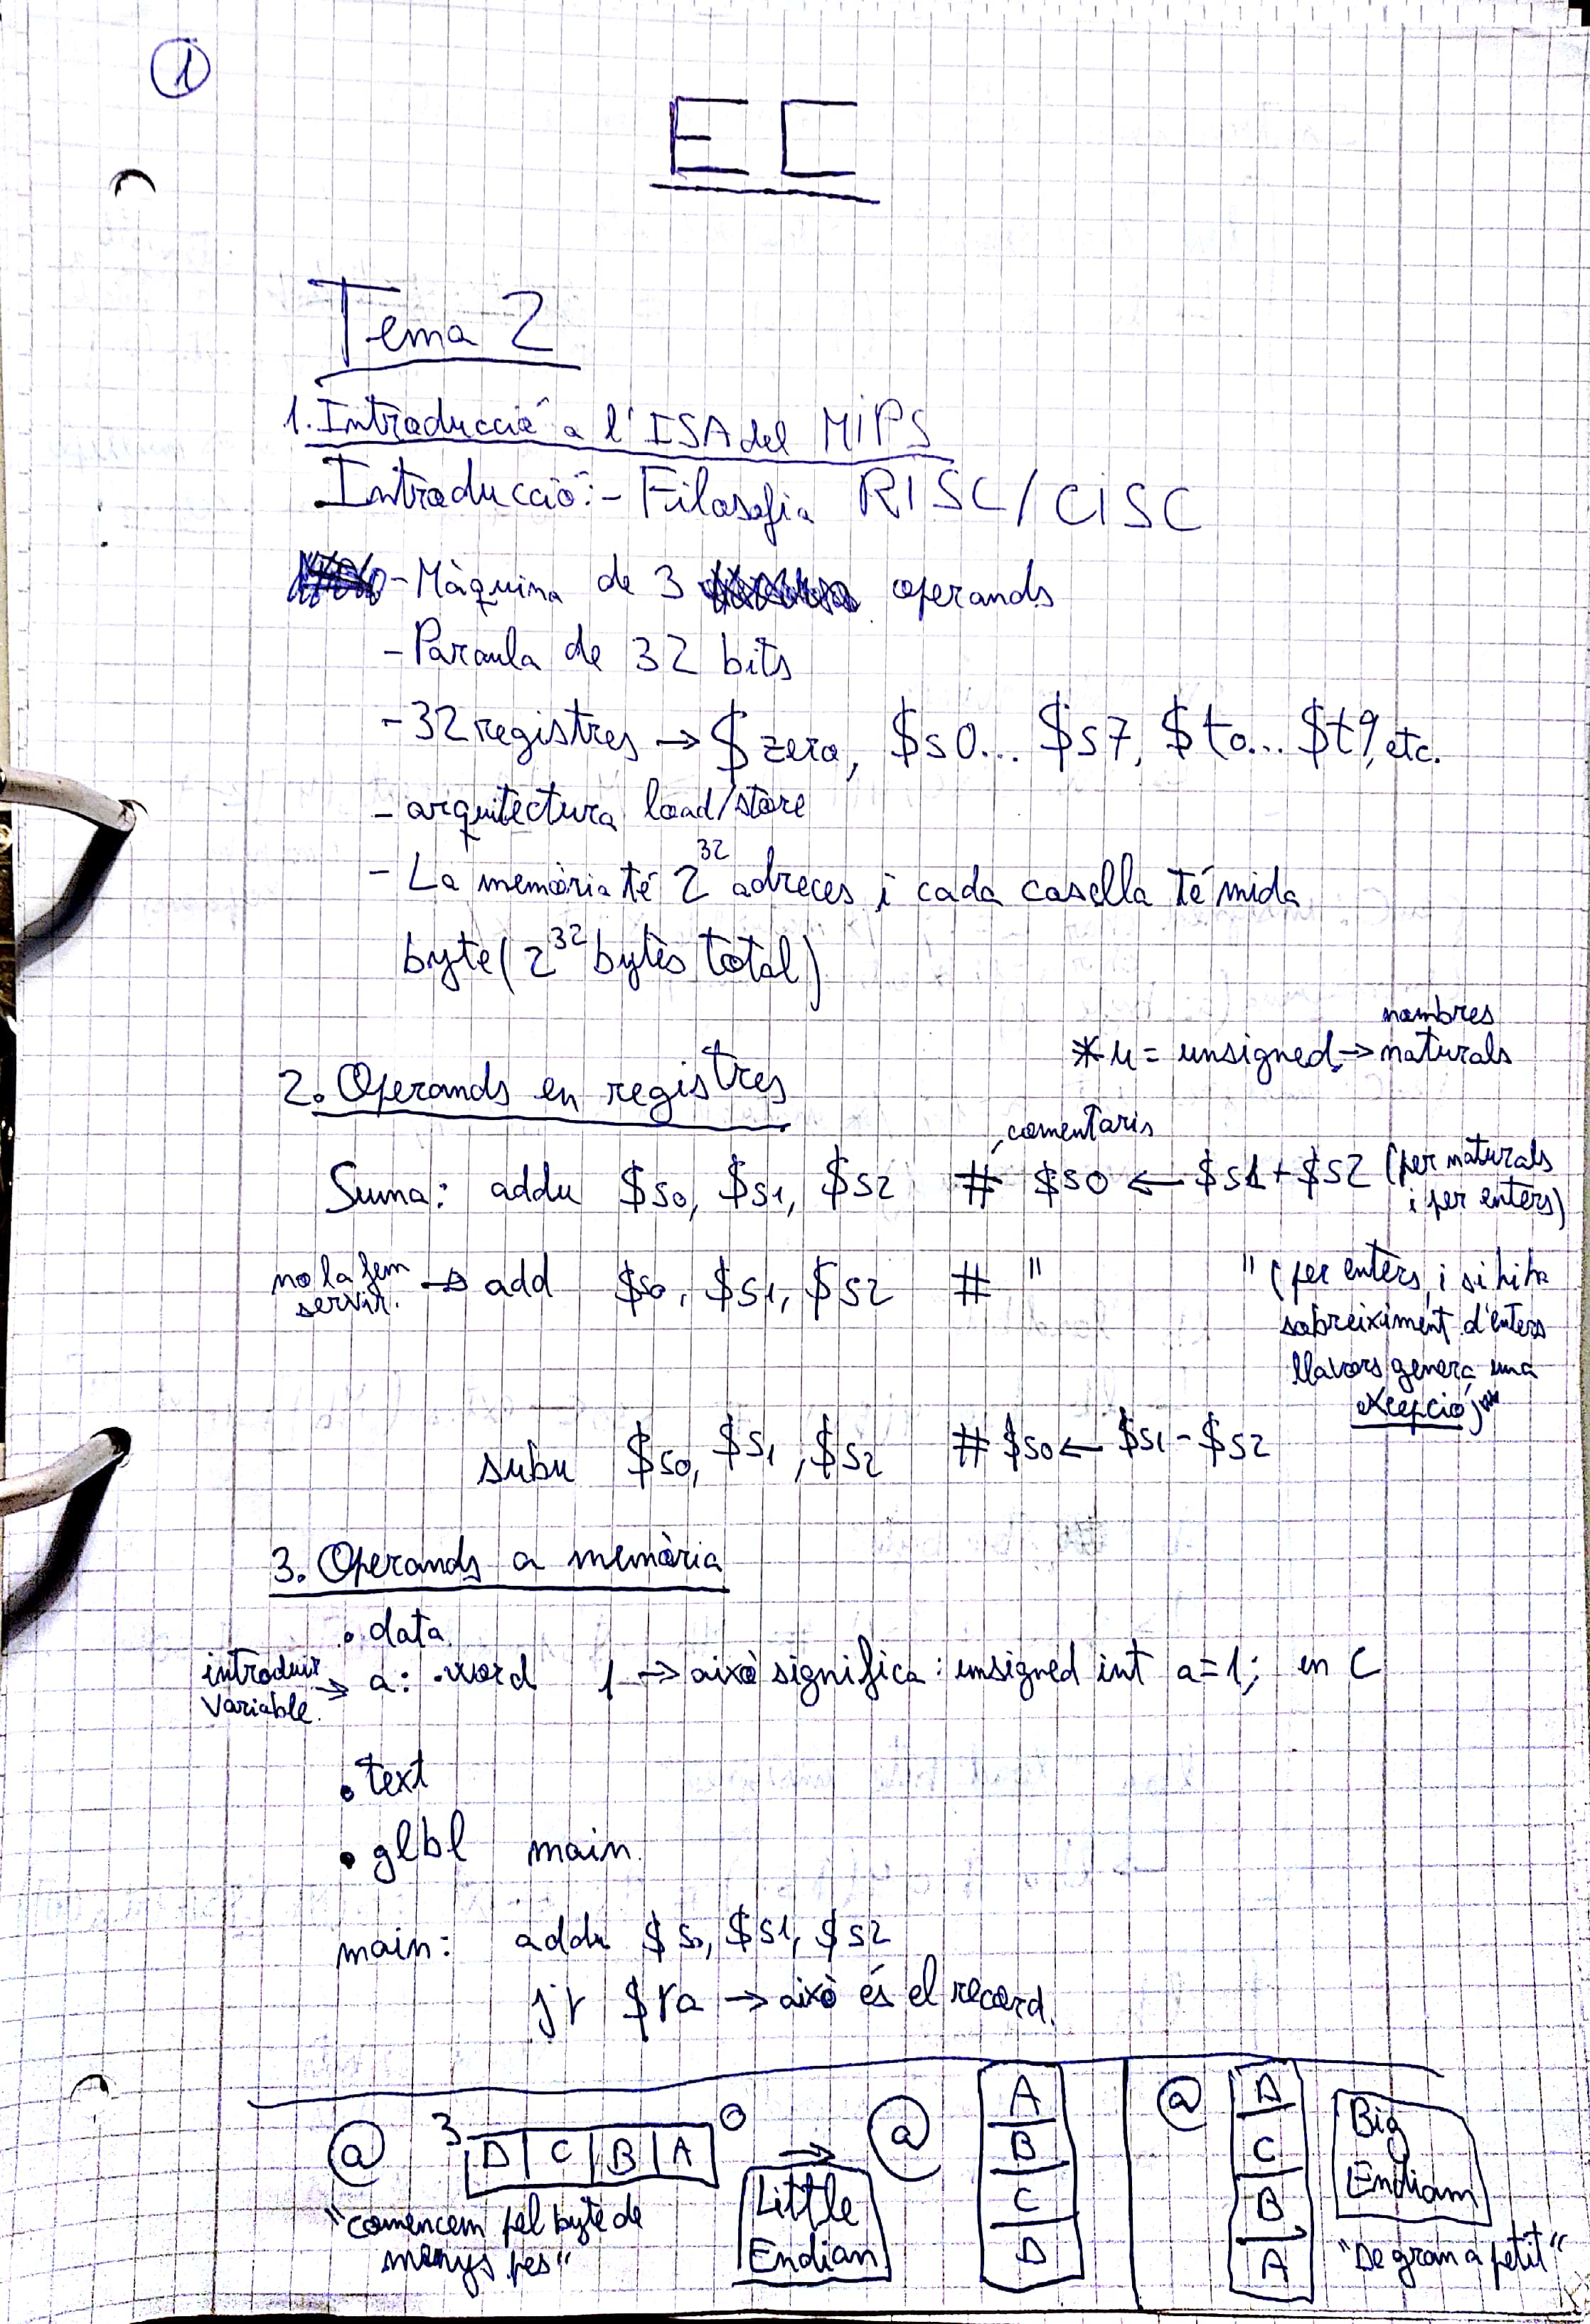 1
EC
Tema 2
1. Introducció a l'ISA del MIPS
Introducció: - Filosofia RISC/CISC
- Màquina de 3 operands
- Paraula de 32 bits
- 32 registres → $zero, $s0... $s7, $t0... $t9, etc.
- arquitectura load/store
- La memòria té 2^32 adreces i cada casella té mida
byte (2^32 bytes total)
* u = unsigned → nombres naturals
2. Operands en registres
comentaris
Suma: addu $s0, $s1, $s2 # $s0 ← $s1 + $s2 (per naturals i per enters)
no la fem servir. → add $s0, $s1, $s2 # " " (per enters, i si hi ha
sobreiximent d'enters
llavors genera una
excepció)
subu $s0, $s1, $s2 # $s0 ← $s1 - $s2
3. Operands a memòria
.data
introduir variable → a: .word 1 → això significa: unsigned int a=1; en C
.text
.glbl main
main: addu $s0, $s1, $s2
jr $ra → això és el record.
@ 3 D C B A 0 ⇒ @ A B C D
"comencem pel byte de
menys pes"
Little
Endian
@ D C B A
Big
Endian
"De gran a petit"